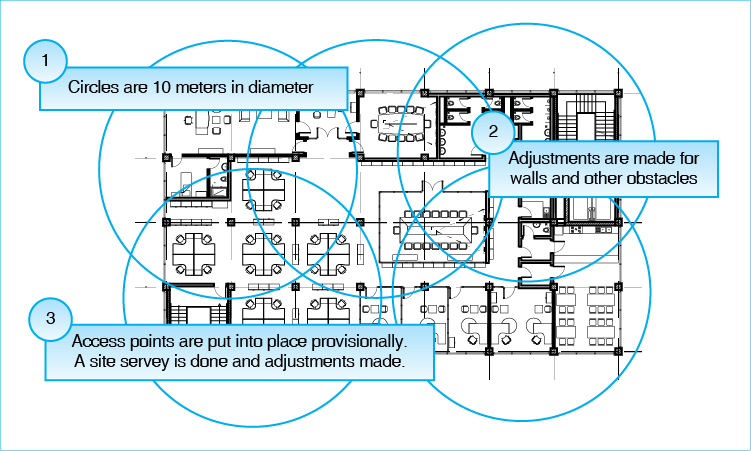 1
Circles are 10 meters in diameter
2
Adjustments are made for
walls and other obstacles
3
Access points are put into place provisionally.
A site servey is done and adjustments made.